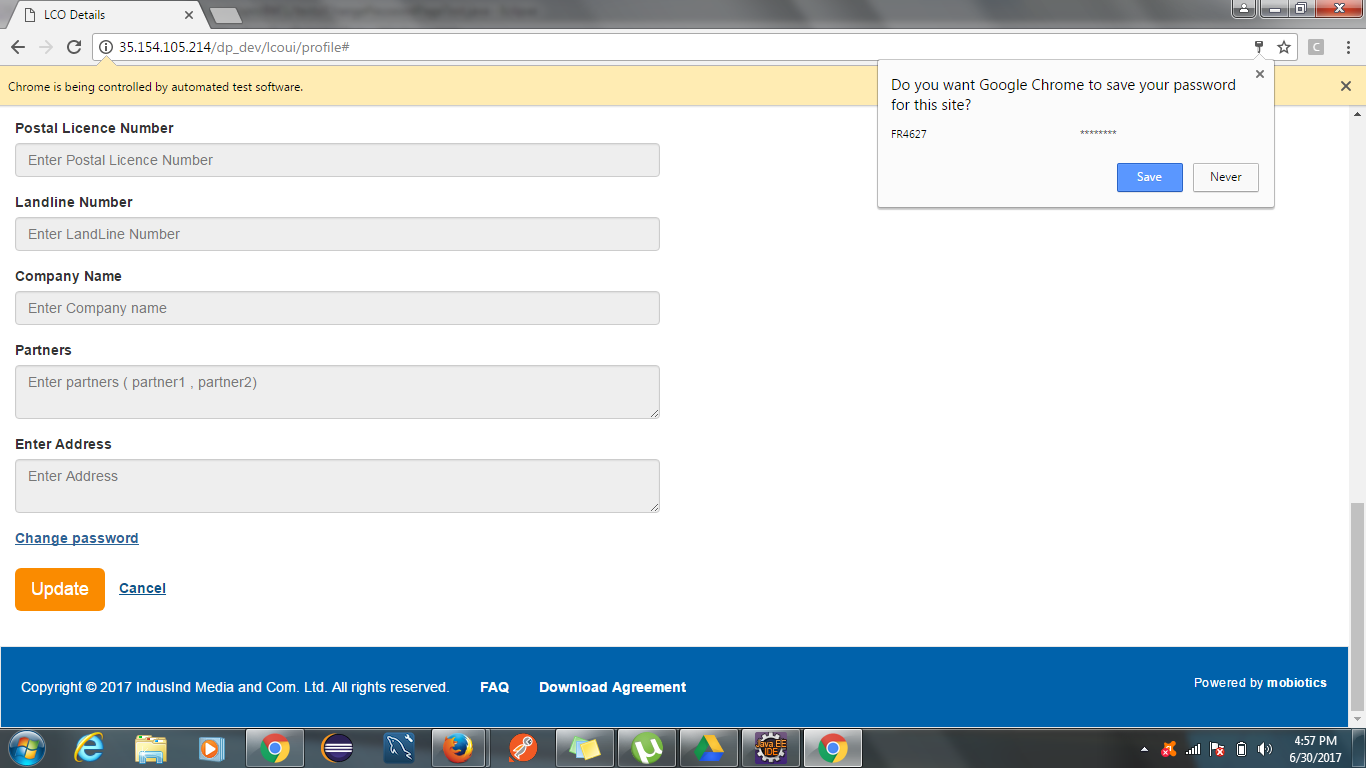 LCO Details
35.154.105.214/dp_dev/lcoui/profile#
Chrome is being controlled by automated test software.
Do you want Google Chrome to save your password
for this site?
FR4627 ********
Save Never
Postal Licence Number
Enter Postal Licence Number
Landline Number
Enter LandLine Number
Company Name
Enter Company name
Partners
Enter partners ( partner1 , partner2)
Enter Address
Enter Address
Change password
Update Cancel
Copyright © 2017 IndusInd Media and Com. Ltd. All rights reserved. FAQ Download Agreement Powered by mobiotics
Java EE
IDE
4:57 PM
6/30/2017